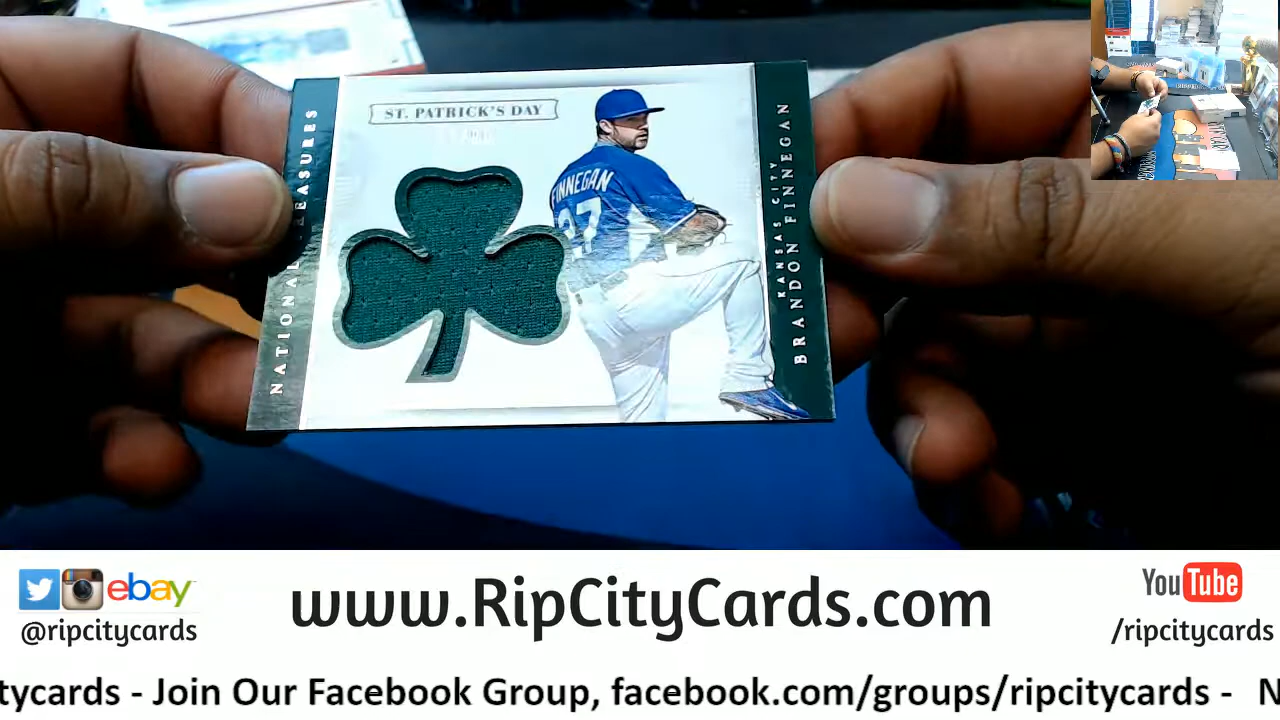 ST. PATRICK'S DAY
NATIONAL TREASURES
FINNEGAN
27
KANSAS CITY
BRANDON FINNEGAN
ebay
@ripcitycards
www.RipCityCards.com
YouTube
/ripcitycards
tycards - Join Our Facebook Group, facebook.com/groups/ripcitycards - N